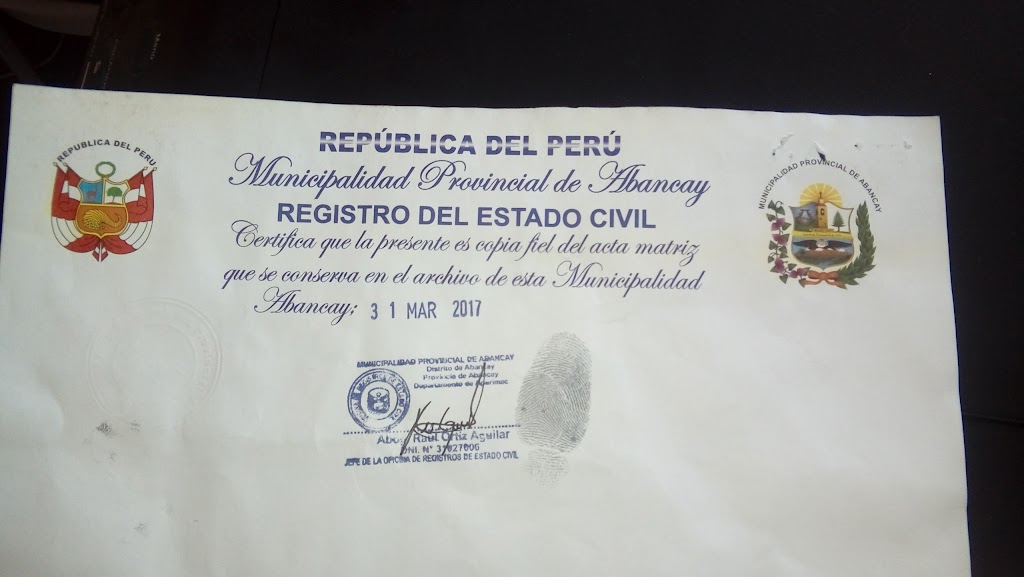 REPUBLICA DEL PERU
REPÚBLICA DEL PERÚ
MUNICIPALIDAD PROVINCIAL DE ABANCAY
Municipalidad Provincial de Abancay
REGISTRO DEL ESTADO CIVIL
Certifica que la presente es copia fiel del acta matriz
que se conserva en el archivo de esta Municipalidad
Abancay; 31 MAR 2017
MUNICIPALIDAD PROVINCIAL DE ABANCAY
Distrito de Abancay
Provincia de Abancay
Departamento de Apurimac
Abog. Raul Ortiz Aguilar
DNI. N° 31027006
JEFE DE LA OFICINA DE REGISTROS DE ESTADO CIVIL